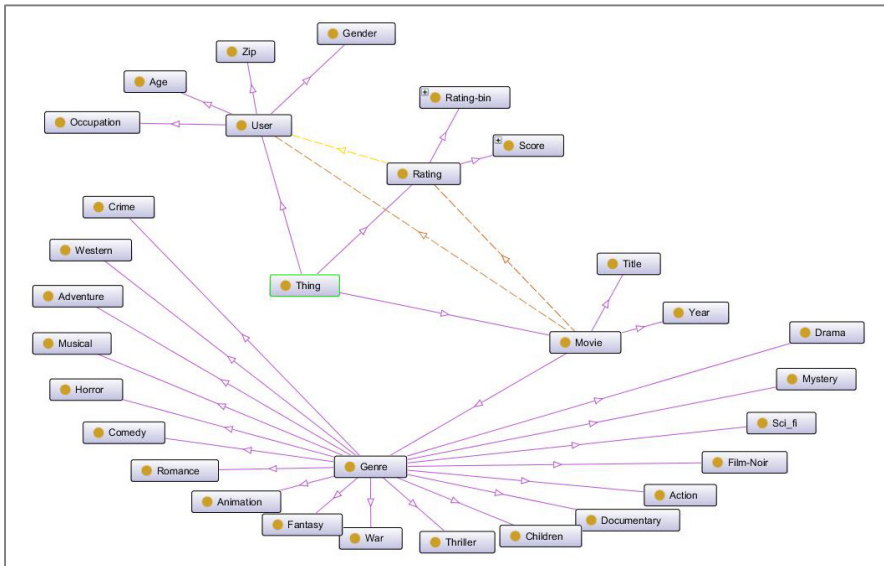 Gender
Zip
Age
Occupation
User
Rating-bin
Score
Rating
Crime
Western
Adventure
Musical
Horror
Comedy
Romance
Animation
Fantasy
War
Thriller
Children
Documentary
Action
Film-Noir
Sci_fi
Mystery
Drama
Thing
Title
Year
Movie
Genre